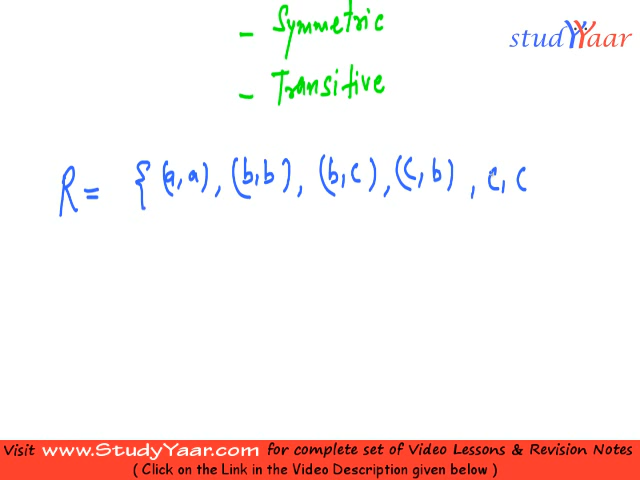 - Symmetric
studYYaar
- Transitive
R = { (a, a), (b, b), (b, c), (c, b), c, c
Visit www.StudyYaar.com for complete set of Video Lessons & Revision Notes
( Click on the Link in the Video Description given below )